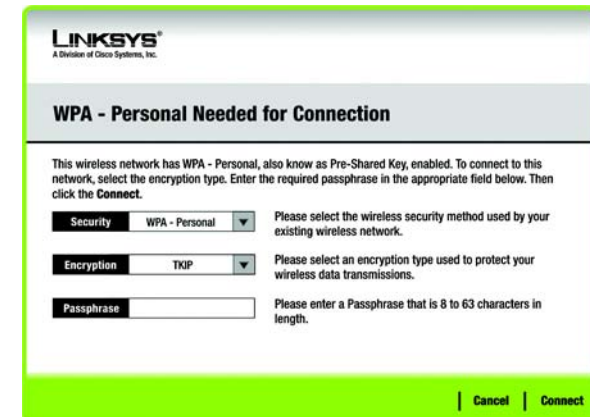 LINKSYS®
A Division of Cisco Systems, Inc.
WPA - Personal Needed for Connection
This wireless network has WPA - Personal, also know as Pre-Shared Key, enabled. To connect to this
network, select the encryption type. Enter the required passphrase in the appropriate field below. Then
click the Connect.
Security WPA - Personal Please select the wireless security method used by your
existing wireless network.
Encryption TKIP Please select an encryption type used to protect your
wireless data transmissions.
Passphrase Please enter a Passphrase that is 8 to 63 characters in
length.
Cancel Connect